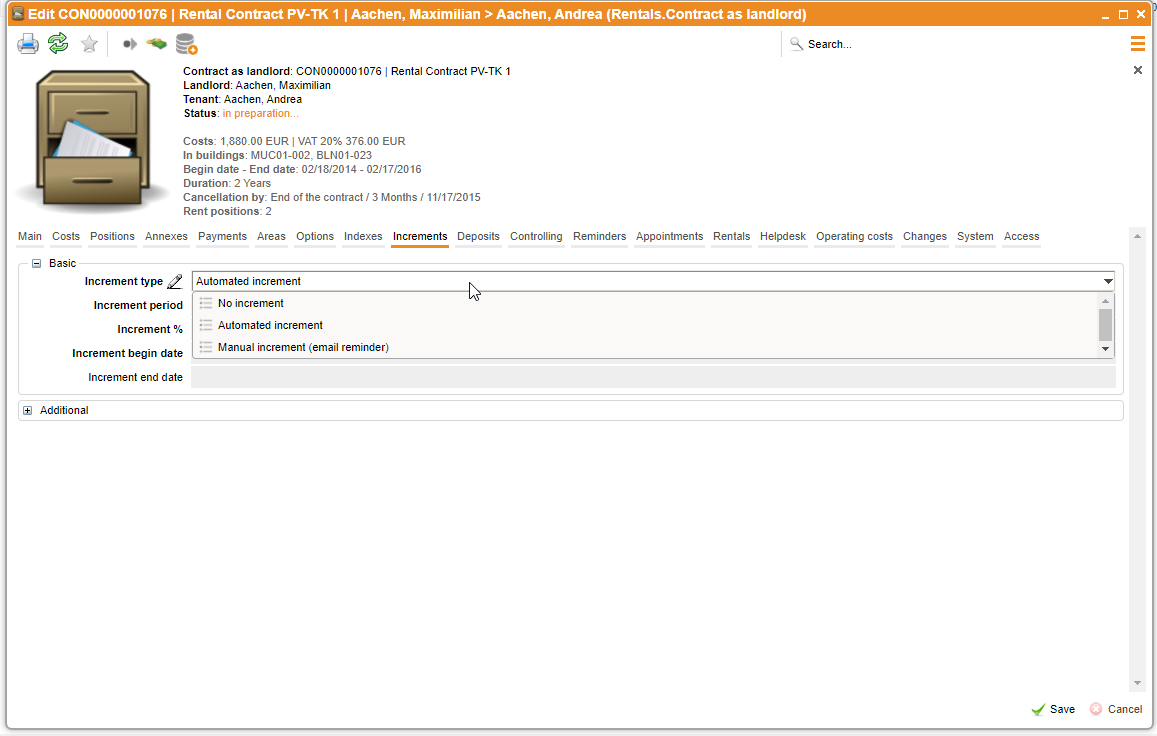 Edit CON0000001076 | Rental Contract PV-TK 1 | Aachen, Maximilian > Aachen, Andrea (Rentals.Contract as landlord)
Search...
Contract as landlord: CON0000001076 | Rental Contract PV-TK 1
Landlord: Aachen, Maximilian
Tenant: Aachen, Andrea
Status: in preparation...
Costs: 1,880.00 EUR | VAT 20% 376.00 EUR
In buildings: MUC01-002, BLN01-023
Begin date - End date: 02/18/2014 - 02/17/2016
Duration: 2 Years
Cancellation by: End of the contract / 3 Months / 11/17/2015
Rent positions: 2
Main Costs Positions Annexes Payments Areas Options Indexes Increments Deposits Controlling Reminders Appointments Rentals Helpdesk Operating costs Changes System Access
Basic
Increment type Automated increment
Increment period No increment
Increment % Automated increment
Increment begin date Manual increment (email reminder)
Increment end date
Additional
Save Cancel